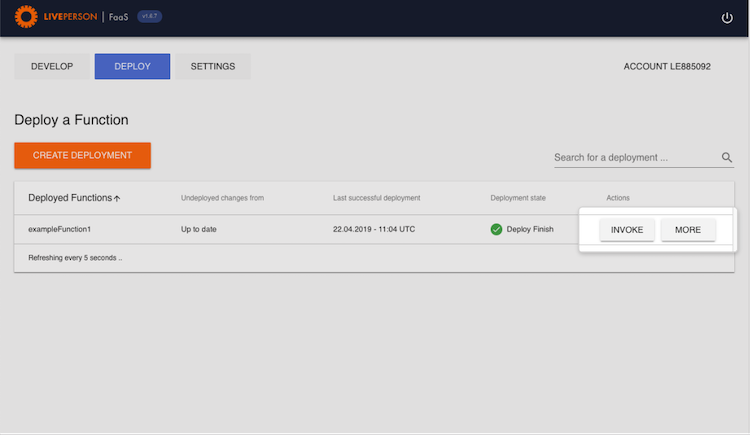 LIVEPERSON | FaaS v1.6.7
DEVELOP DEPLOY SETTINGS ACCOUNT LE885092
Deploy a Function
CREATE DEPLOYMENT Search for a deployment ...
Deployed Functions Undeployed changes from Last successful deployment Deployment state Actions
exampleFunction1 Up to date 22.04.2019 - 11:04 UTC Deploy Finish INVOKE MORE
Refreshing every 5 seconds ..